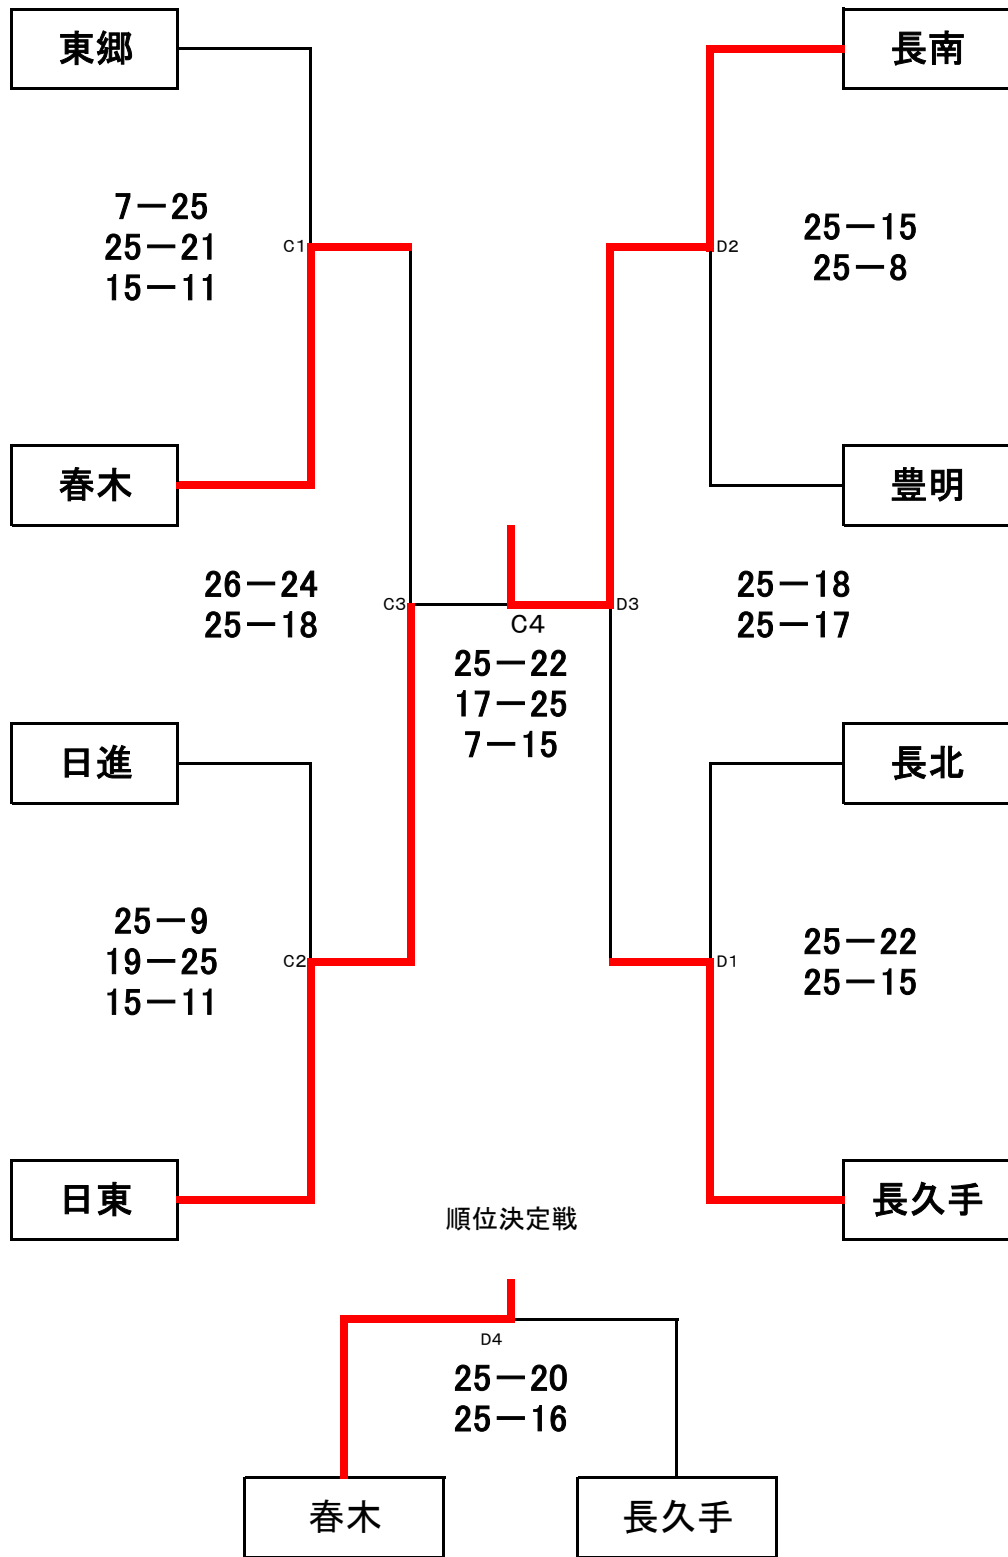 東郷
長南
7－25
25－21
15－11
C1
D2
25－15
25－8
春木
豊明
26－24
25－18
C3
D3
25－18
25－17
C4
25－22
17－25
7－15
日進
長北
25－9
19－25
15－11
C2
D1
25－22
25－15
日東
長久手
順位決定戦
D4
25－20
25－16
春木
長久手